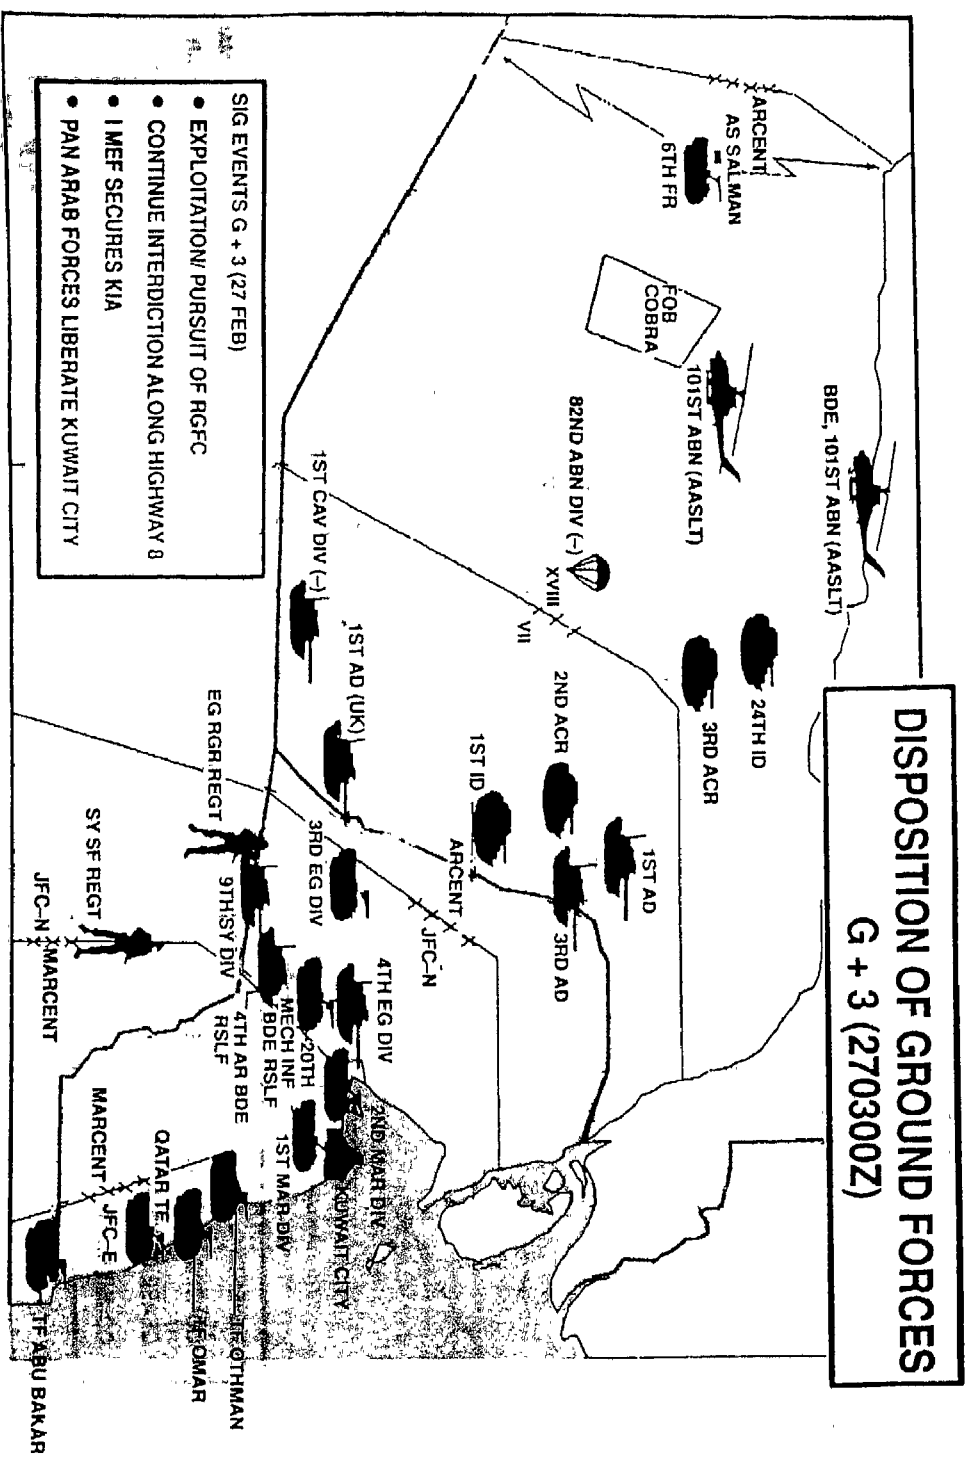 DISPOSITION OF GROUND FORCES
G + 3 (270300Z)
ARCENT
AS SALMAN
6TH FR
FOB
COBRA
BDE, 101ST ABN (AASLT)
101ST ABN (AASLT)
82ND ABN DIV (–)
XVIII
VII
24TH ID
3RD ACR
2ND ACR
1ST ID
1ST AD
3RD AD
ARCENT
JFC–N
1ST CAV DIV (–)
1ST AD (UK)
EG RGR REGT
3RD EG DIV
9TH SY DIV
4TH EG DIV
20TH
MECH INF
BDE RSLF
4TH AR BDE
RSLF
SY SF REGT
JFC–N
MARCENT
2ND MAR DIV
1ST MAR DIV
KUWAIT CITY
MARCENT
JFC–E
QATAR TF
TF OTHMAN
TF OMAR
TF ABU BAKAR
SIG EVENTS G + 3 (27 FEB)
• EXPLOITATION/ PURSUIT OF RGFC
• CONTINUE INTERDICTION ALONG HIGHWAY 8
• I MEF SECURES KIA
• PAN ARAB FORCES LIBERATE KUWAIT CITY